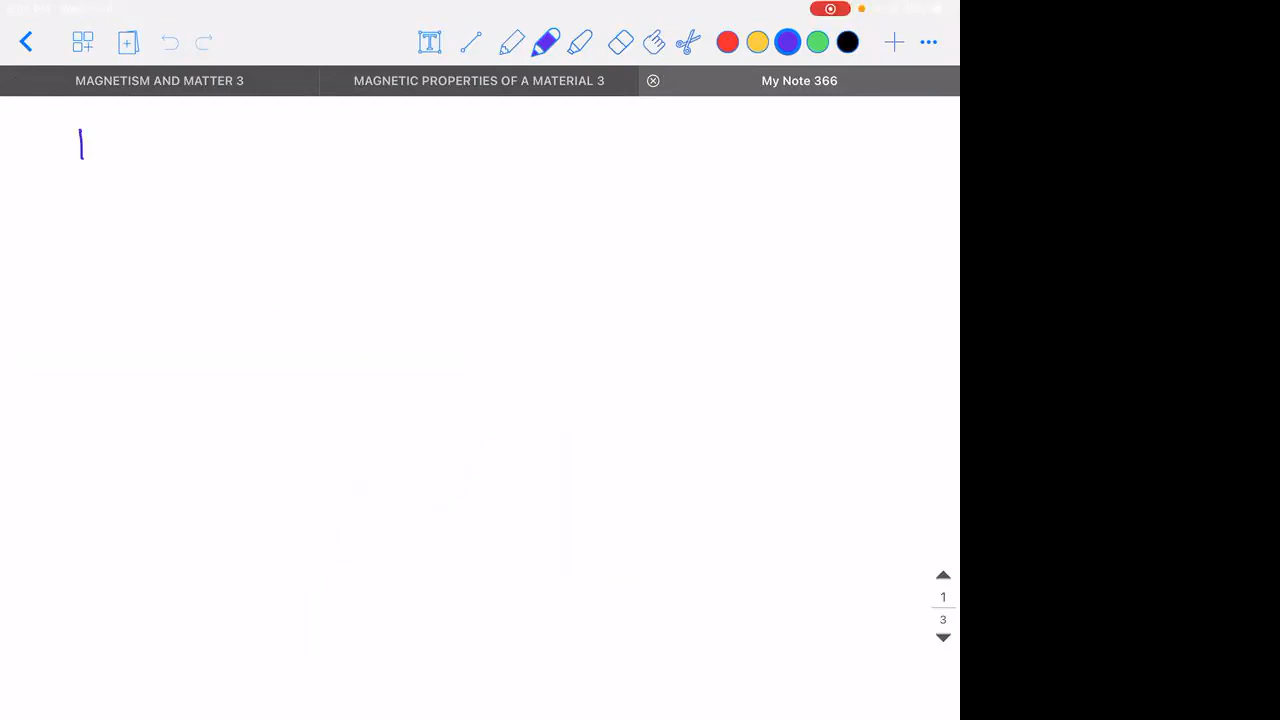 MAGNETISM AND MATTER 3
MAGNETIC PROPERTIES OF A MATERIAL 3
My Note 366
1
3